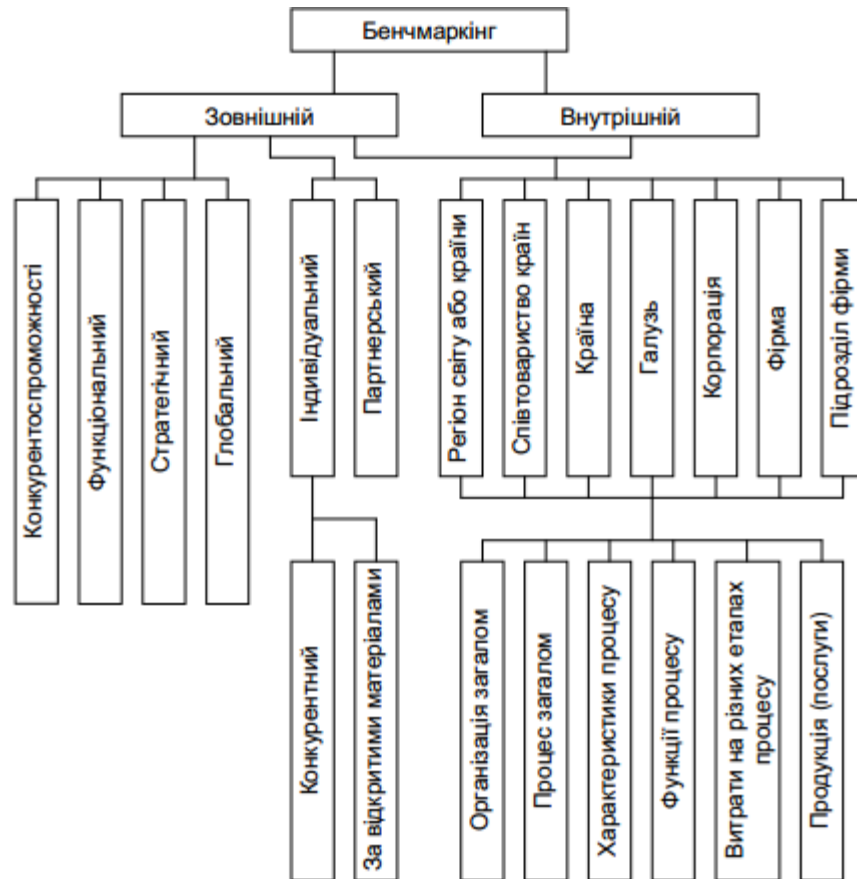 Бенчмаркінг
Зовнішній
Внутрішній
Конкурентоспроможності
Функціональний
Стратегічний
Глобальний
Індивідуальний
Партнерський
Регіон світу або країни
Співтовариство країн
Країна
Галузь
Корпорація
Фірма
Підрозділ фірми
Конкурентний
За відкритими матеріалами
Організація загалом
Процес загалом
Характеристики процесу
Функції процесу
Витрати на різних етапах
процесу
Продукція (послуги)